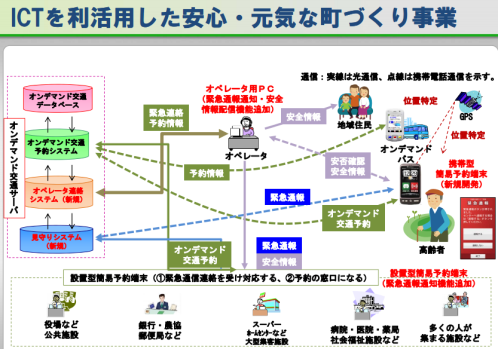 ICTを利活用した安心・元気な町づくり事業
通信：実線は光通信、点線は携帯電話通信を示す。
オペレータ用PC
（緊急通報通知・安全
情報配信機能追加）
オンデマンド交通
データベース
オンデマンド交通
予約システム
オペレータ連絡
システム（新規）
見守りシステム
（新規）
オンデマンド交通サーバ
緊急連絡
予約情報
オペレータ
安全情報
地域住民
位置特定
GPS
オンデマンド
バス
位置特定
予約情報
安否確認
安全情報
携帯型
簡易予約端末
（新規開発）
緊急通報
オンデマンド
交通予約
高齢者
オンデマンド
交通予約
緊急通報
安全情報
設置型簡易予約端末（①緊急通信連絡を受け対応する、②予約の窓口になる）
設置型簡易予約端末
（緊急通報通知機能追加）
役場など
公共施設
銀行・農協
郵便局など
スーパー
ホームセンターなど
大型集客施設
病院・医院・薬局
社会福祉施設など
多くの人が
集まる施設など